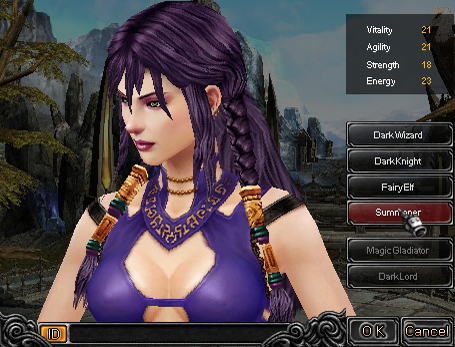 Vitality 21
Agility 21
Strength 18
Energy 23
DarkWizard
DarkKnight
FairyElf
Summoner
Magic Gladiator
DarkLord
ID
OK
Cancel